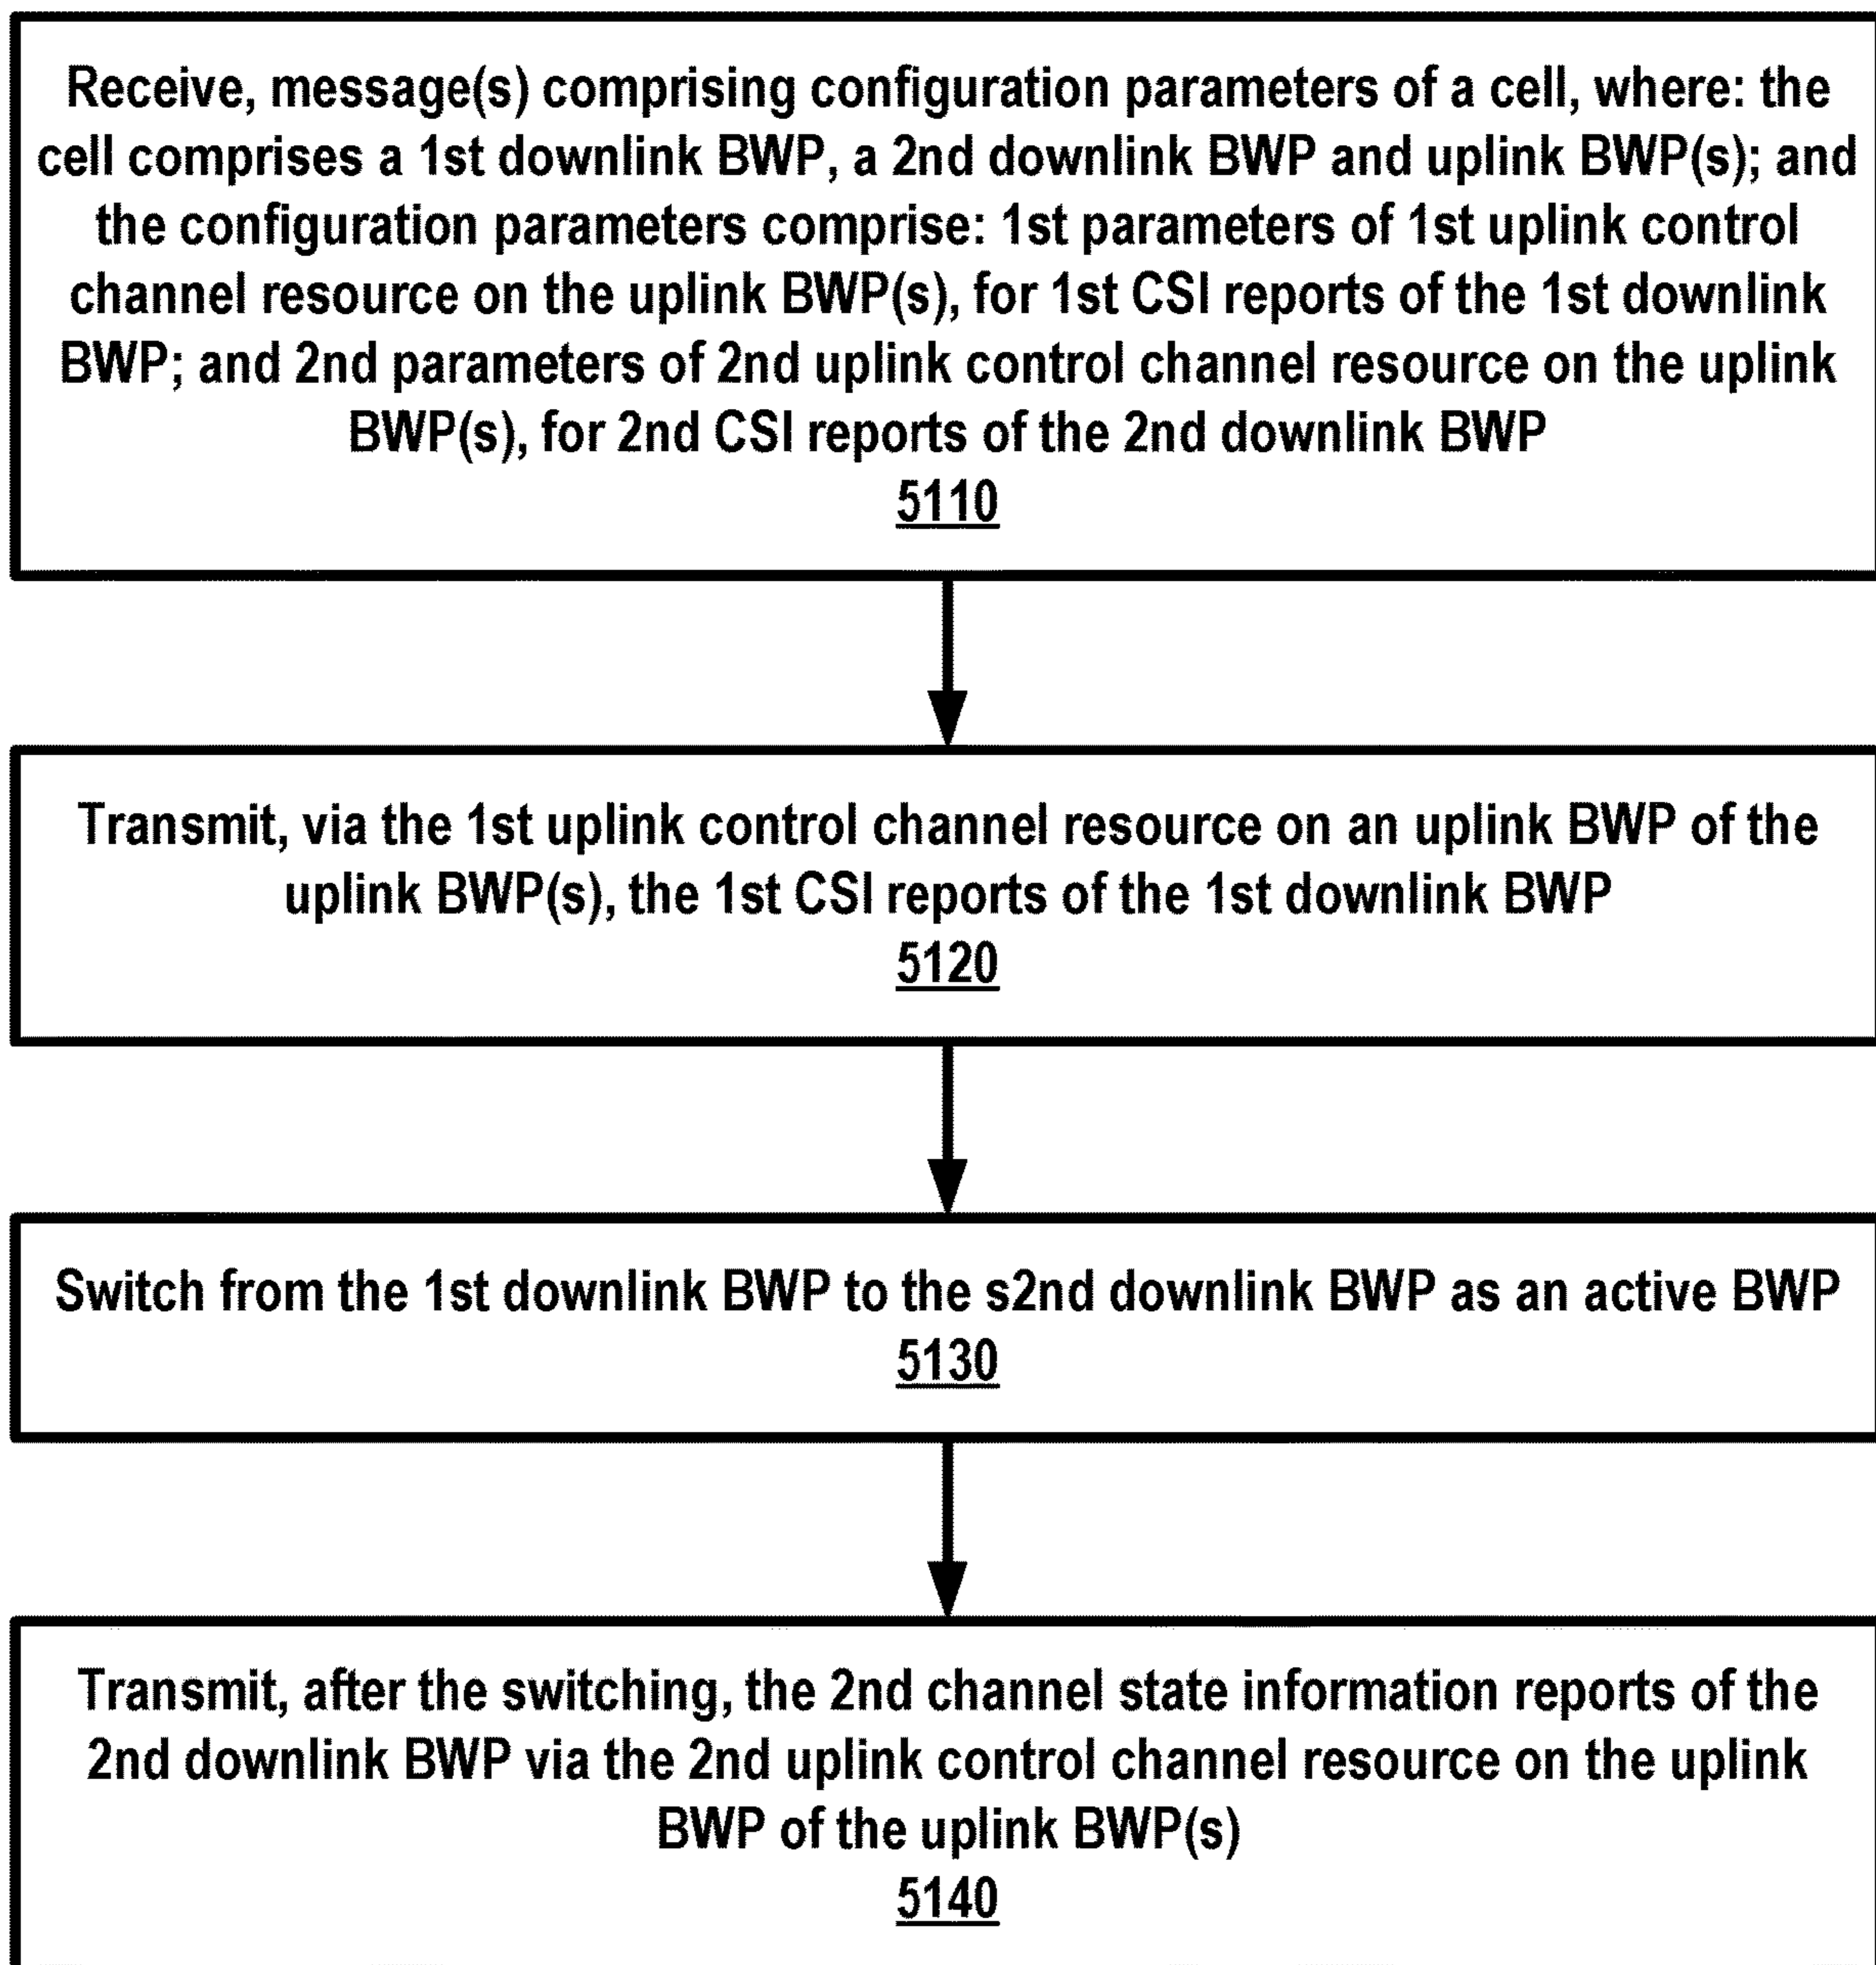 Receive, message(s) comprising configuration parameters of a cell, where: the
cell comprises a 1st downlink BWP, a 2nd downlink BWP and uplink BWP(s); and
the configuration parameters comprise: 1st parameters of 1st uplink control
channel resource on the uplink BWP(s), for 1st CSI reports of the 1st downlink
BWP; and 2nd parameters of 2nd uplink control channel resource on the uplink
BWP(s), for 2nd CSI reports of the 2nd downlink BWP
5110
Transmit, via the 1st uplink control channel resource on an uplink BWP of the
uplink BWP(s), the 1st CSI reports of the 1st downlink BWP
5120
Switch from the 1st downlink BWP to the s2nd downlink BWP as an active BWP
5130
Transmit, after the switching, the 2nd channel state information reports of the
2nd downlink BWP via the 2nd uplink control channel resource on the uplink
BWP of the uplink BWP(s)
5140